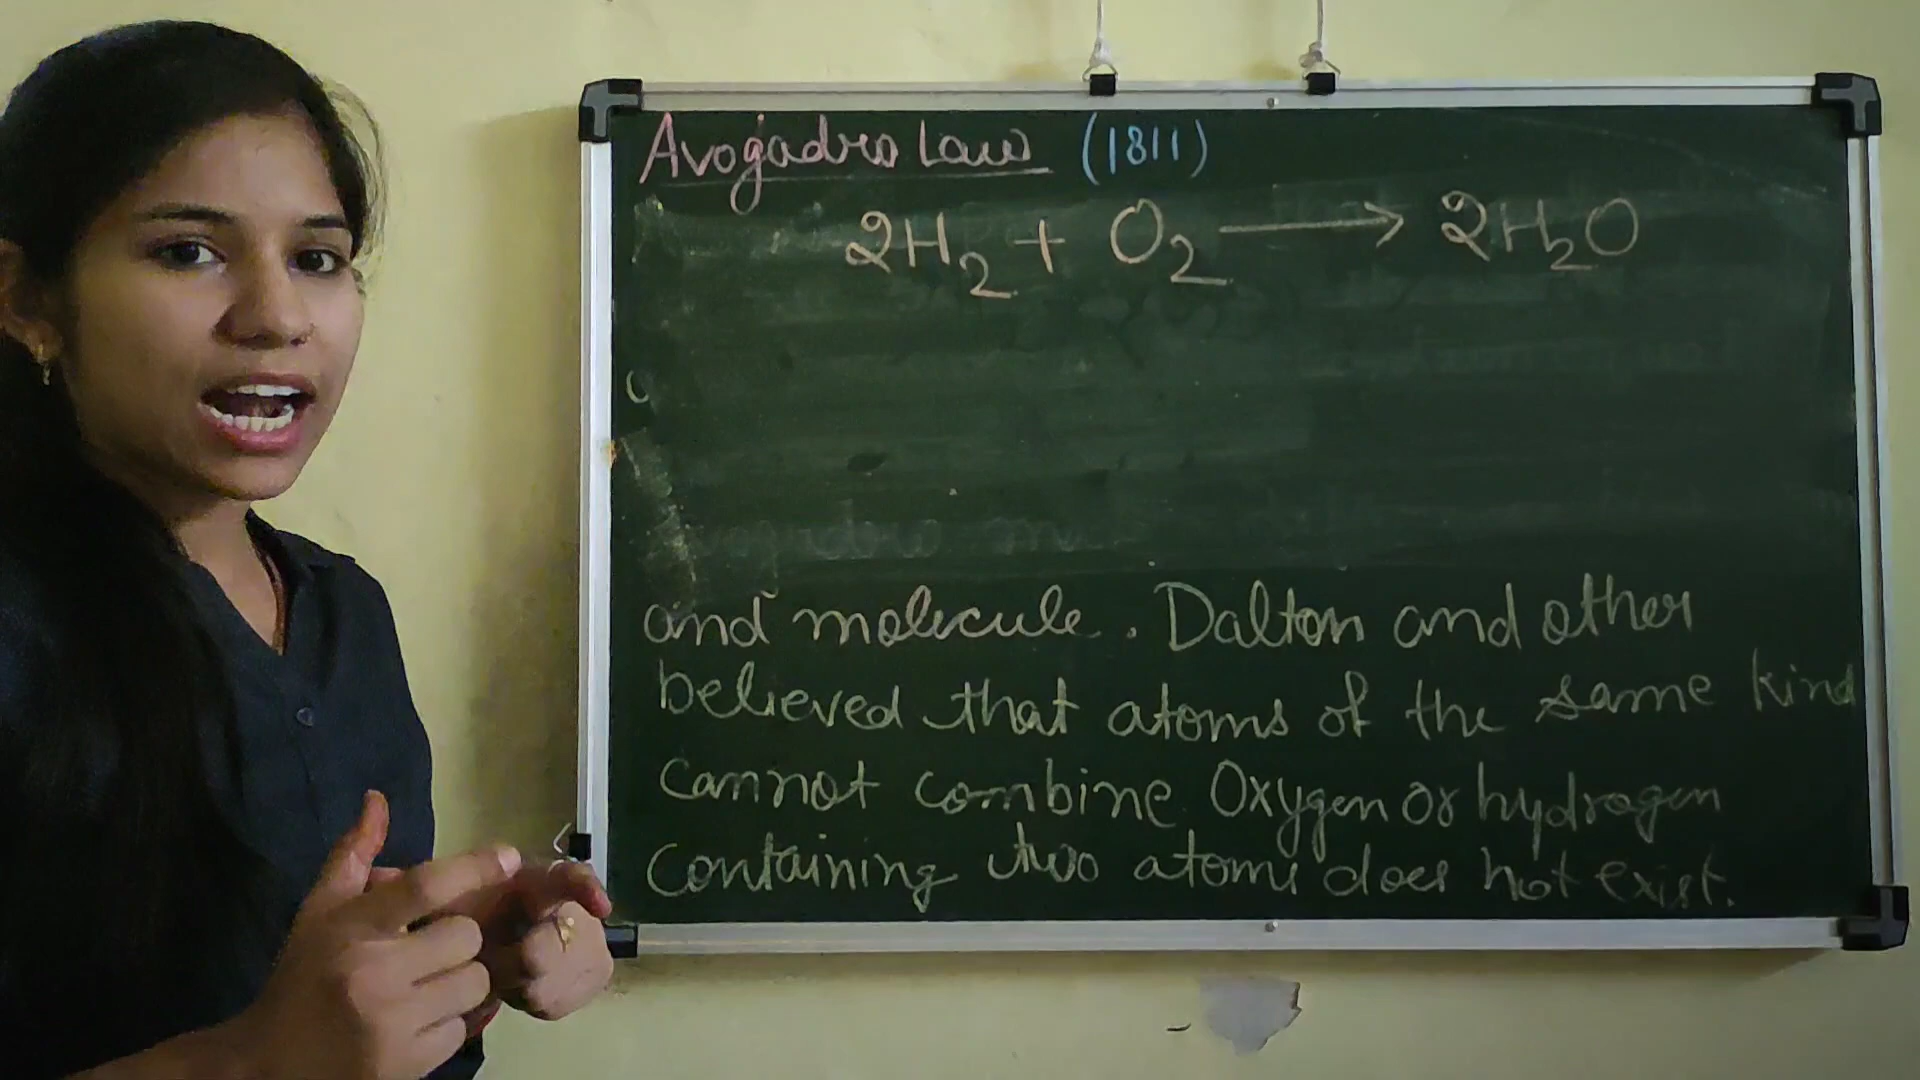 Avogadro Law (1811)
2H₂ + O₂ → 2H₂O
and molecule. Dalton and other
believed that atoms of the same kind
cannot combine. Oxygen or hydrogen
containing two atoms does not exist.